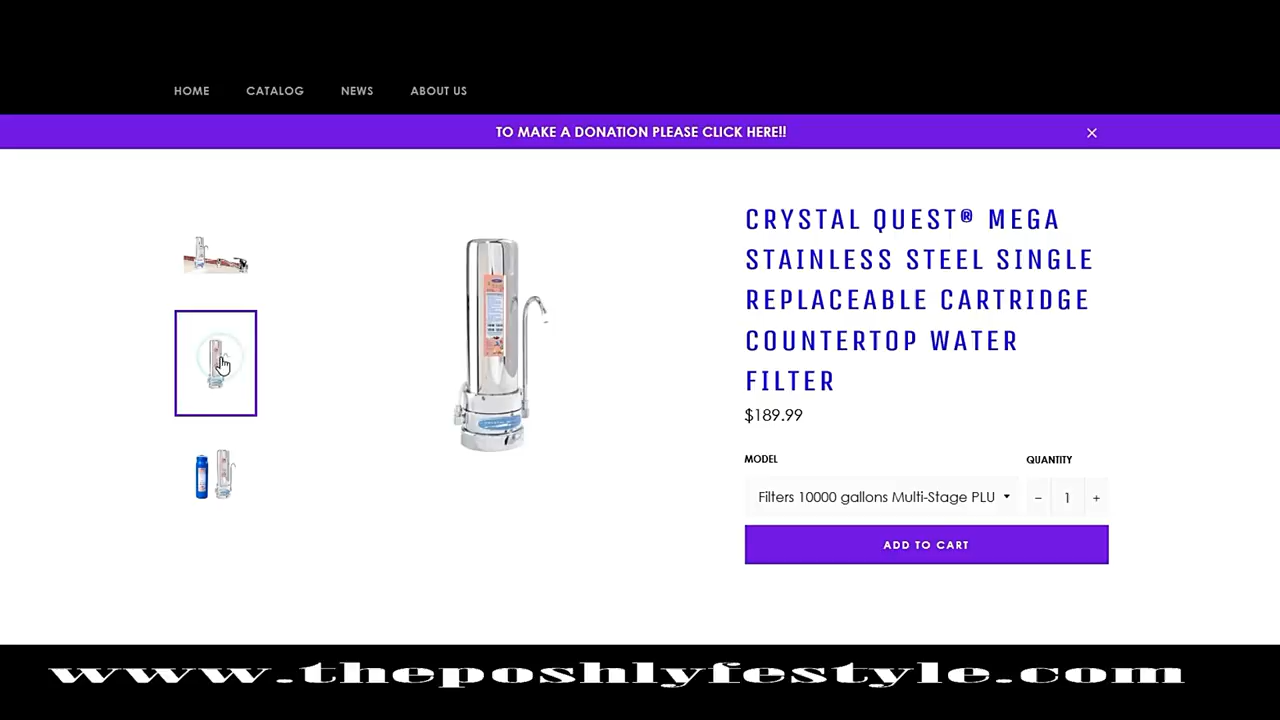 HOME CATALOG NEWS ABOUT US
TO MAKE A DONATION PLEASE CLICK HERE!! ×
CRYSTAL QUEST® MEGA
STAINLESS STEEL SINGLE
REPLACEABLE CARTRIDGE
COUNTERTOP WATER
FILTER
$189.99
MODEL QUANTITY
Filters 10000 gallons Multi-Stage PLU − 1 +
ADD TO CART
www.theposhlyfestyle.com